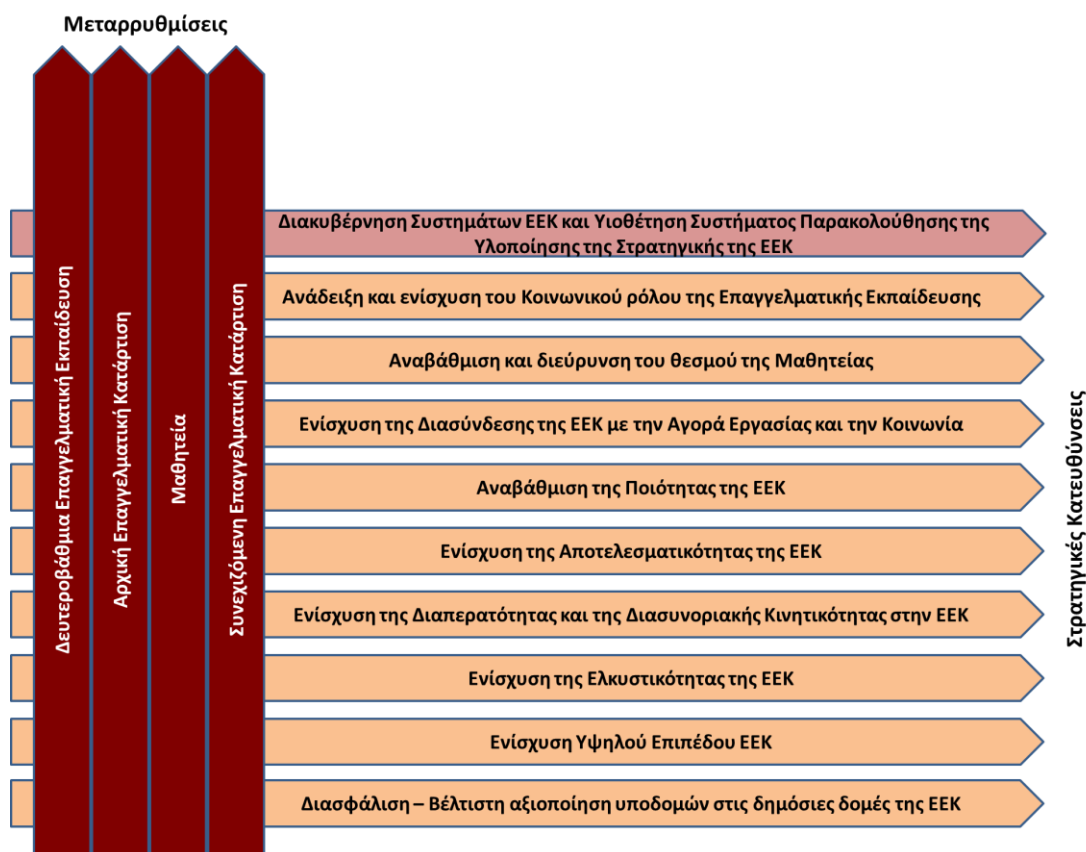 Μεταρρυθμίσεις
Δευτεροβάθμια Επαγγελματική Εκπαίδευση
Αρχική Επαγγελματική Κατάρτιση
Μαθητεία
Συνεχιζόμενη Επαγγελματική Κατάρτιση
Διακυβέρνηση Συστημάτων ΕΕΚ και Υιοθέτηση Συστήματος Παρακολούθησης της
Υλοποίησης της Στρατηγικής της ΕΕΚ
Ανάδειξη και ενίσχυση του Κοινωνικού ρόλου της Επαγγελματικής Εκπαίδευσης
Αναβάθμιση και διεύρυνση του θεσμού της Μαθητείας
Ενίσχυση της Διασύνδεσης της ΕΕΚ με την Αγορά Εργασίας και την Κοινωνία
Αναβάθμιση της Ποιότητας της ΕΕΚ
Ενίσχυση της Αποτελεσματικότητας της ΕΕΚ
Ενίσχυση της Διαπερατότητας και της Διασυνοριακής Κινητικότητας στην ΕΕΚ
Ενίσχυση της Ελκυστικότητας της ΕΕΚ
Ενίσχυση Υψηλού Επιπέδου ΕΕΚ
Διασφάλιση – Βέλτιστη αξιοποίηση υποδομών στις δημόσιες δομές της ΕΕΚ
Στρατηγικές Κατευθύνσεις